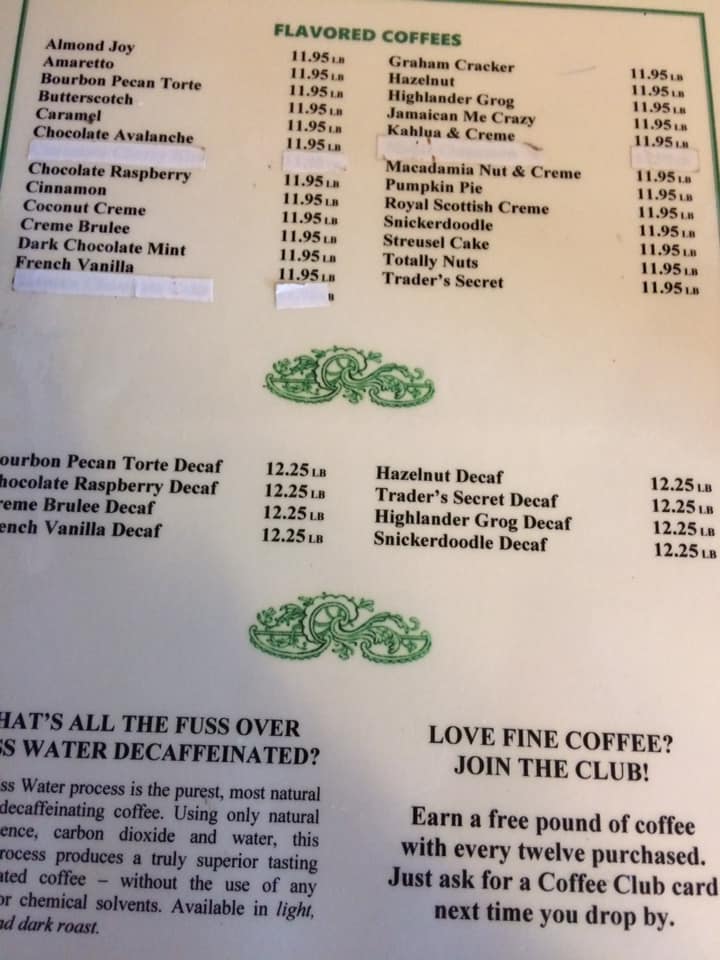 FLAVORED COFFEES
Almond Joy 11.95 LB
Amaretto 11.95 LB
Bourbon Pecan Torte 11.95 LB
Butterscotch 11.95 LB
Caramel 11.95 LB
Chocolate Avalanche 11.95 LB
Chocolate Raspberry 11.95 LB
Cinnamon 11.95 LB
Coconut Creme 11.95 LB
Creme Brulee 11.95 LB
Dark Chocolate Mint 11.95 LB
French Vanilla 11.95 LB
B
Graham Cracker 11.95 LB
Hazelnut 11.95 LB
Highlander Grog 11.95 LB
Jamaican Me Crazy 11.95 LB
Kahlua & Creme 11.95 LB
Macadamia Nut & Creme 11.95 LB
Pumpkin Pie 11.95 LB
Royal Scottish Creme 11.95 LB
Snickerdoodle 11.95 LB
Streusel Cake 11.95 LB
Totally Nuts 11.95 LB
Trader's Secret 11.95 LB
ourbon Pecan Torte Decaf 12.25 LB
hocolate Raspberry Decaf 12.25 LB
reme Brulee Decaf 12.25 LB
ench Vanilla Decaf 12.25 LB
Hazelnut Decaf 12.25 LB
Trader's Secret Decaf 12.25 LB
Highlander Grog Decaf 12.25 LB
Snickerdoodle Decaf 12.25 LB
HAT'S ALL THE FUSS OVER
SS WATER DECAFFEINATED?
ss Water process is the purest, most natural
decaffeinating coffee. Using only natural
ence, carbon dioxide and water, this
rocess produces a truly superior tasting
ated coffee – without the use of any
or chemical solvents. Available in light,
nd dark roast.
LOVE FINE COFFEE?
JOIN THE CLUB!
Earn a free pound of coffee
with every twelve purchased.
Just ask for a Coffee Club card
next time you drop by.